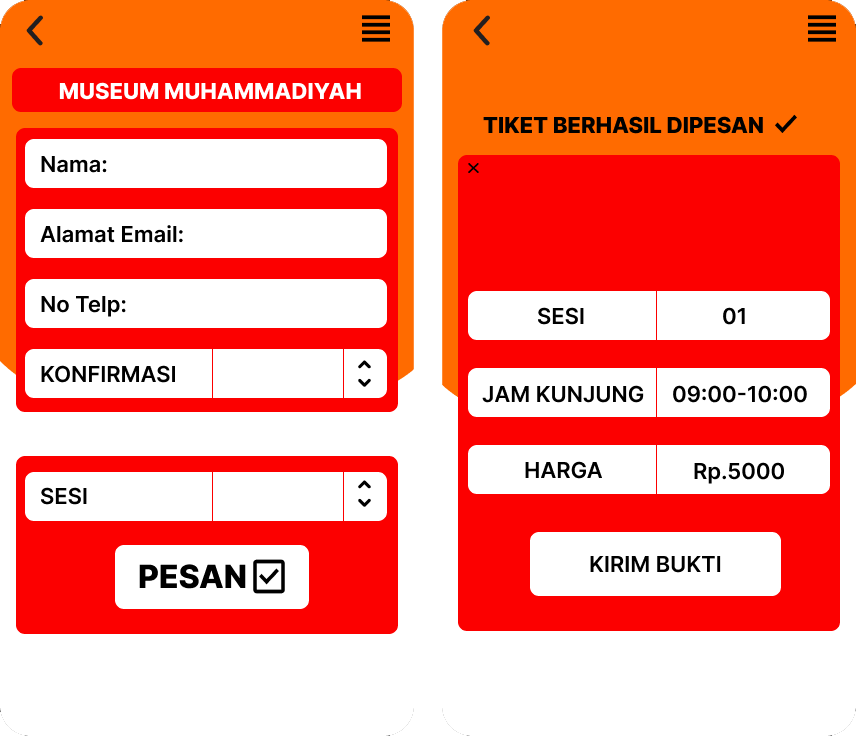 MUSEUM MUHAMMADIYAH
Nama:
Alamat Email:
No Telp:
KONFIRMASI
SESI
PESAN
TIKET BERHASIL DIPESAN
SESI 01
JAM KUNJUNG 09:00-10:00
HARGA Rp.5000
KIRIM BUKTI